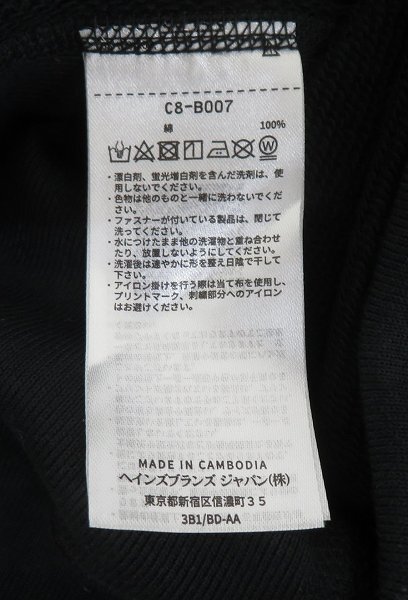 C8-B007
綿 100%
・漂白剤、蛍光増白剤を含んだ洗剤は、使
用しないでください。
・色物は他のものと一緒に洗わないでくだ
さい。
・ファスナーが付いている製品は、閉じて
洗ってください。
・水につけたまま他の洗濯物と重ね合わせ
たり、放置しないようにしてください。
・洗濯後は速やかに形を整え日陰で干して
下さい。
・アイロン掛けを行う際は当て布を使用し、
プリントマーク、刺繍部分へのアイロン
はお避けください。
MADE IN CAMBODIA
ヘインズブランズ ジャパン(株)
東京都新宿区信濃町35
3B1/BD-AA